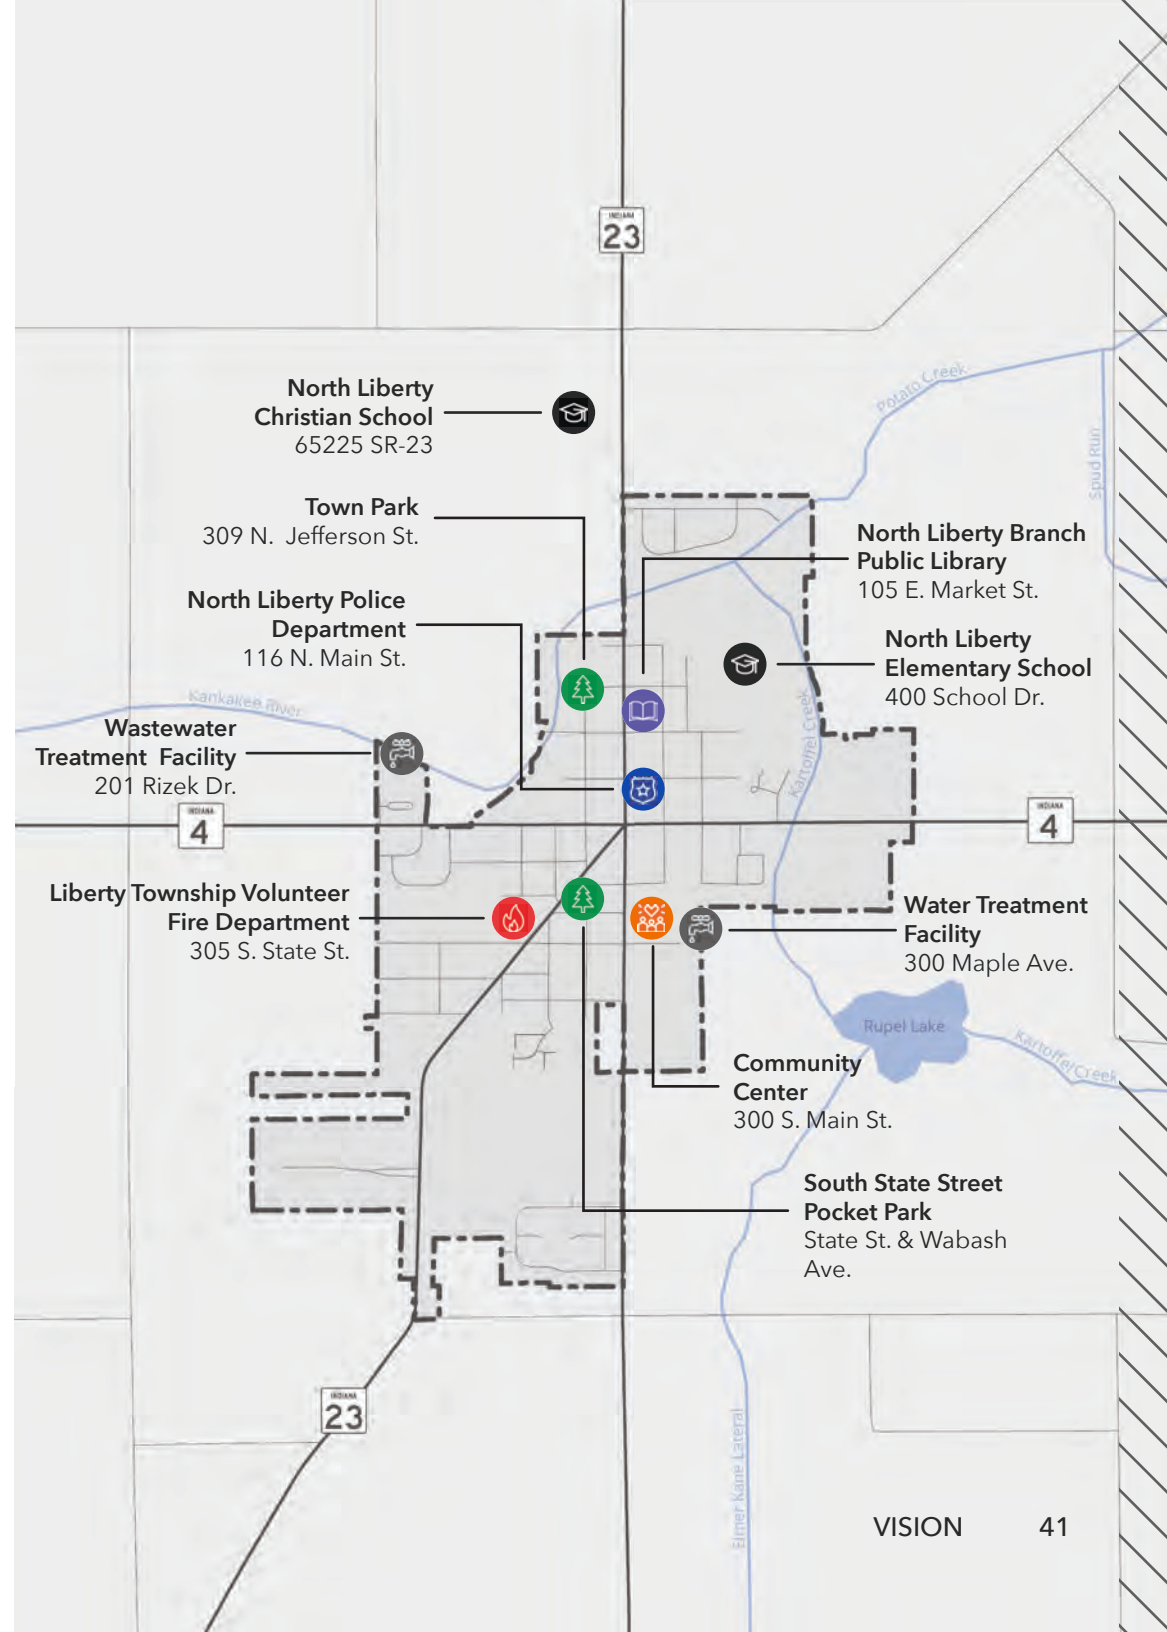 INDIANA
23
North Liberty
Christian School
65225 SR-23
Potato Creek
Spud Run
Town Park
309 N. Jefferson St.
North Liberty Branch
Public Library
105 E. Market St.
North Liberty Police
Department
116 N. Main St.
North Liberty
Elementary School
400 School Dr.
Kankakee River
Wastewater
Treatment Facility
201 Rizek Dr.
Kartoffel Creek
INDIANA
4
INDIANA
4
Liberty Township Volunteer
Fire Department
305 S. State St.
Water Treatment
Facility
300 Maple Ave.
Rupel Lake
Kartoffel Creek
Community
Center
300 S. Main St.
South State Street
Pocket Park
State St. & Wabash
Ave.
INDIANA
23
Elmer Kane Lateral
VISION 41